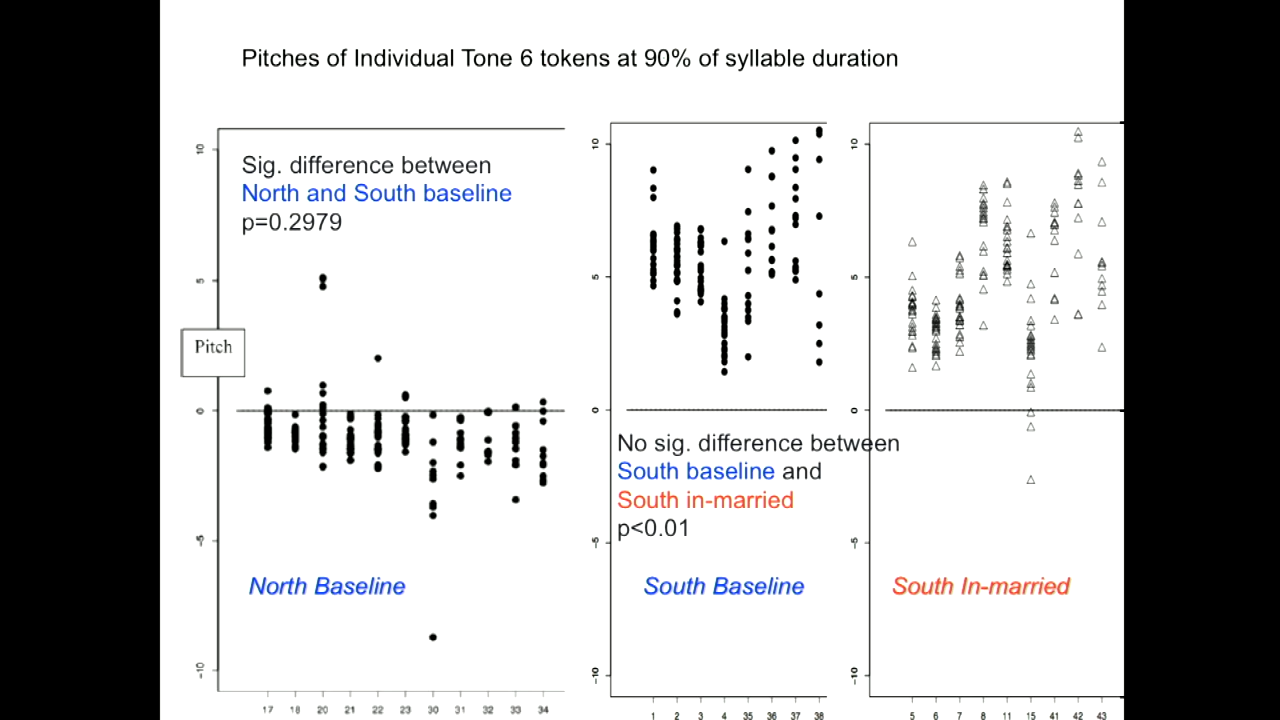 Pitches of Individual Tone 6 tokens at 90% of syllable duration
Sig. difference between
North and South baseline
p=0.2979
Pitch
10
5
0
-5
-10
North Baseline
17 18 20 21 22 23 30 31 32 33 34
10
5
0
-5
-10
No sig. difference between
South baseline and
South in-married
p<0.01
South Baseline
1 2 3 4 35 36 37 38
10
5
0
-5
-10
South In-married
5 6 7 8 11 15 41 42 43